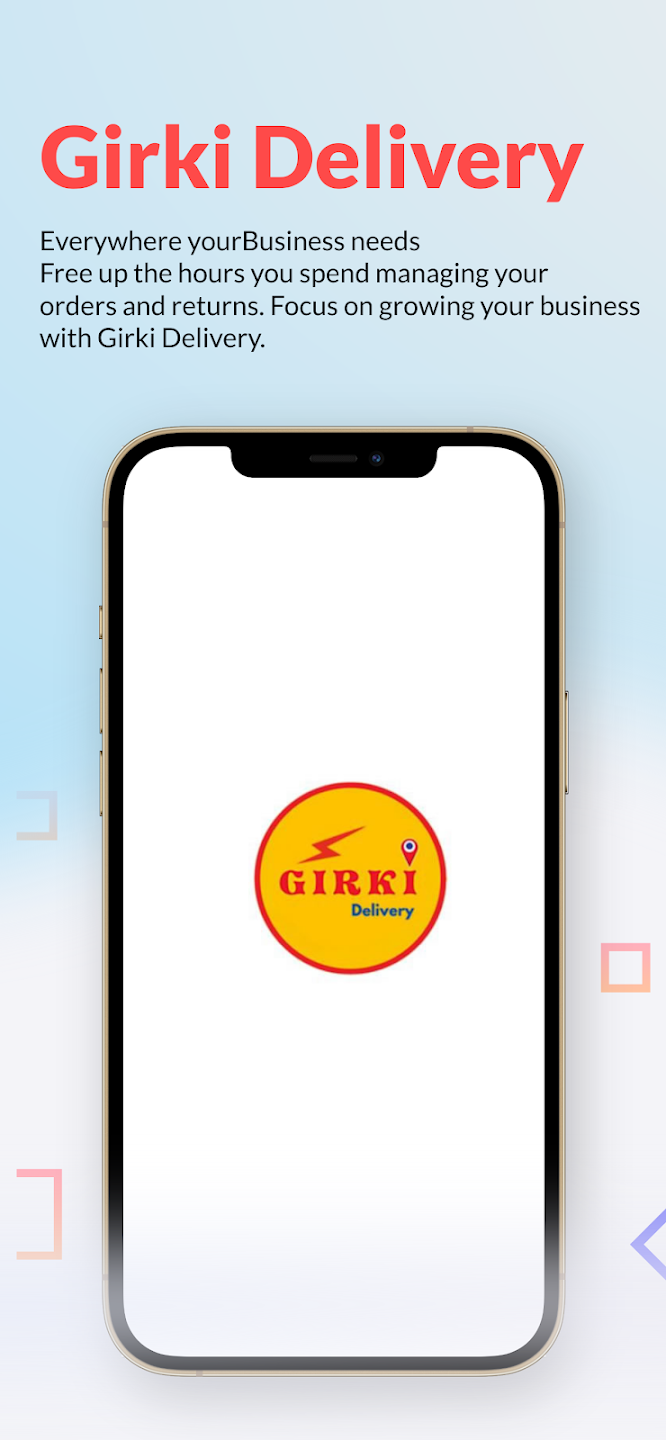 Girki Delivery
Everywhere yourBusiness needs
Free up the hours you spend managing your
orders and returns. Focus on growing your business
with Girki Delivery.
GIRKI
Delivery